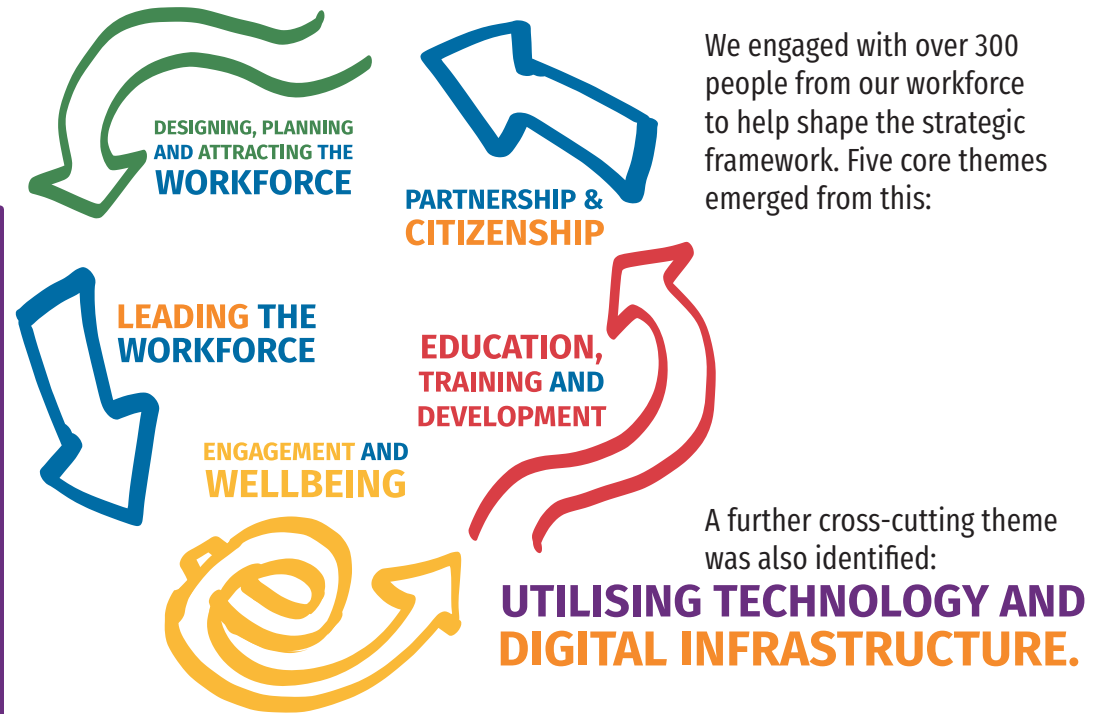 We engaged with over 300
people from our workforce
to help shape the strategic
framework. Five core themes
emerged from this:
DESIGNING, PLANNING
AND ATTRACTING THE
WORKFORCE
PARTNERSHIP &
CITIZENSHIP
LEADING THE
WORKFORCE
EDUCATION,
TRAINING AND
DEVELOPMENT
ENGAGEMENT AND
WELLBEING
A further cross-cutting theme
was also identified:
UTILISING TECHNOLOGY AND
DIGITAL INFRASTRUCTURE.